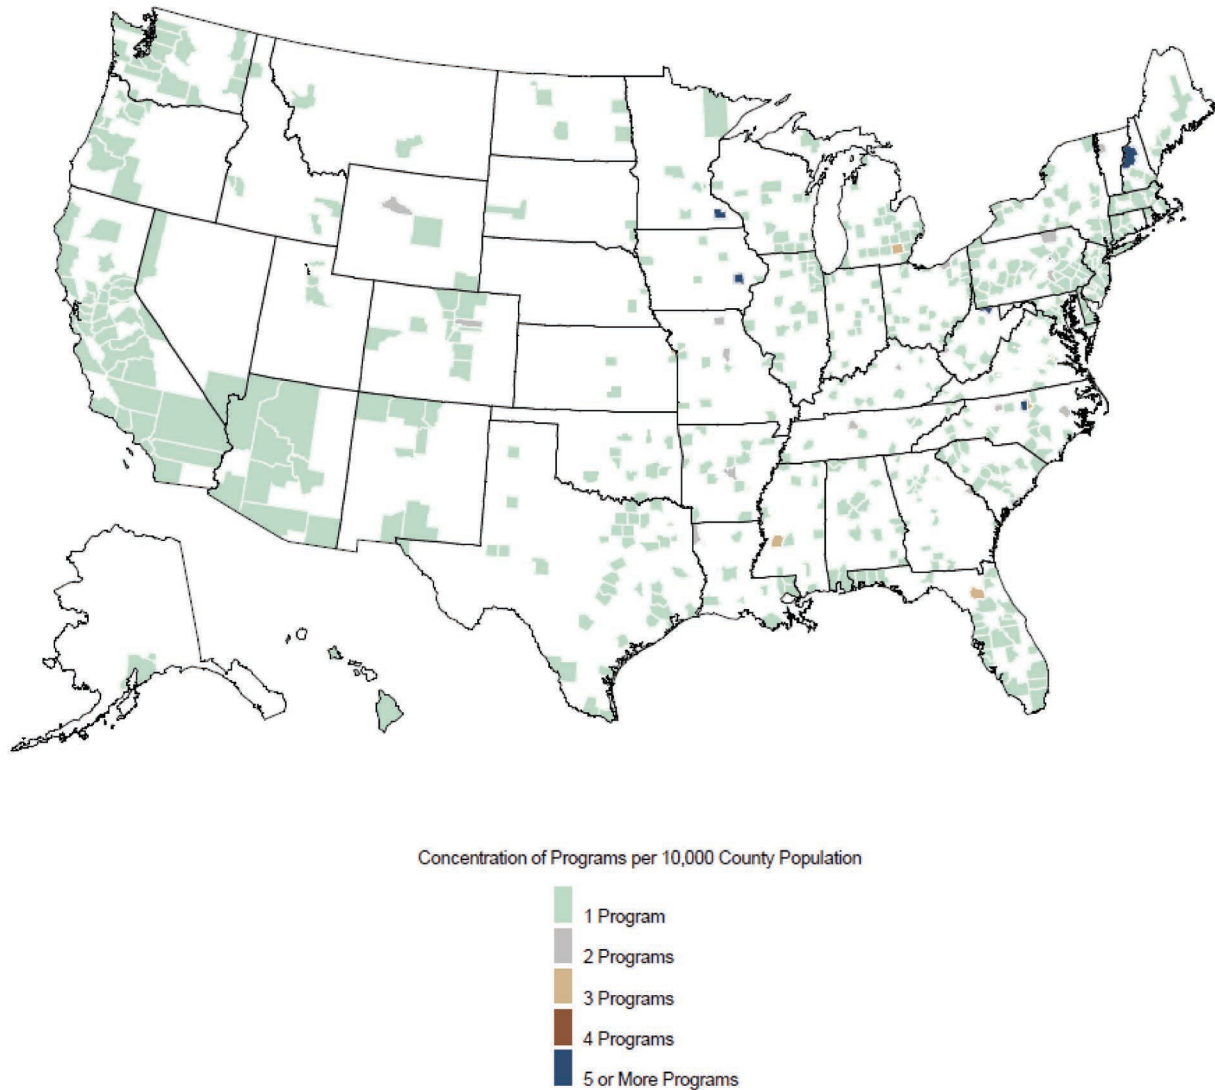 Concentration of Programs per 10,000 County Population
1 Program
2 Programs
3 Programs
4 Programs
5 or More Programs